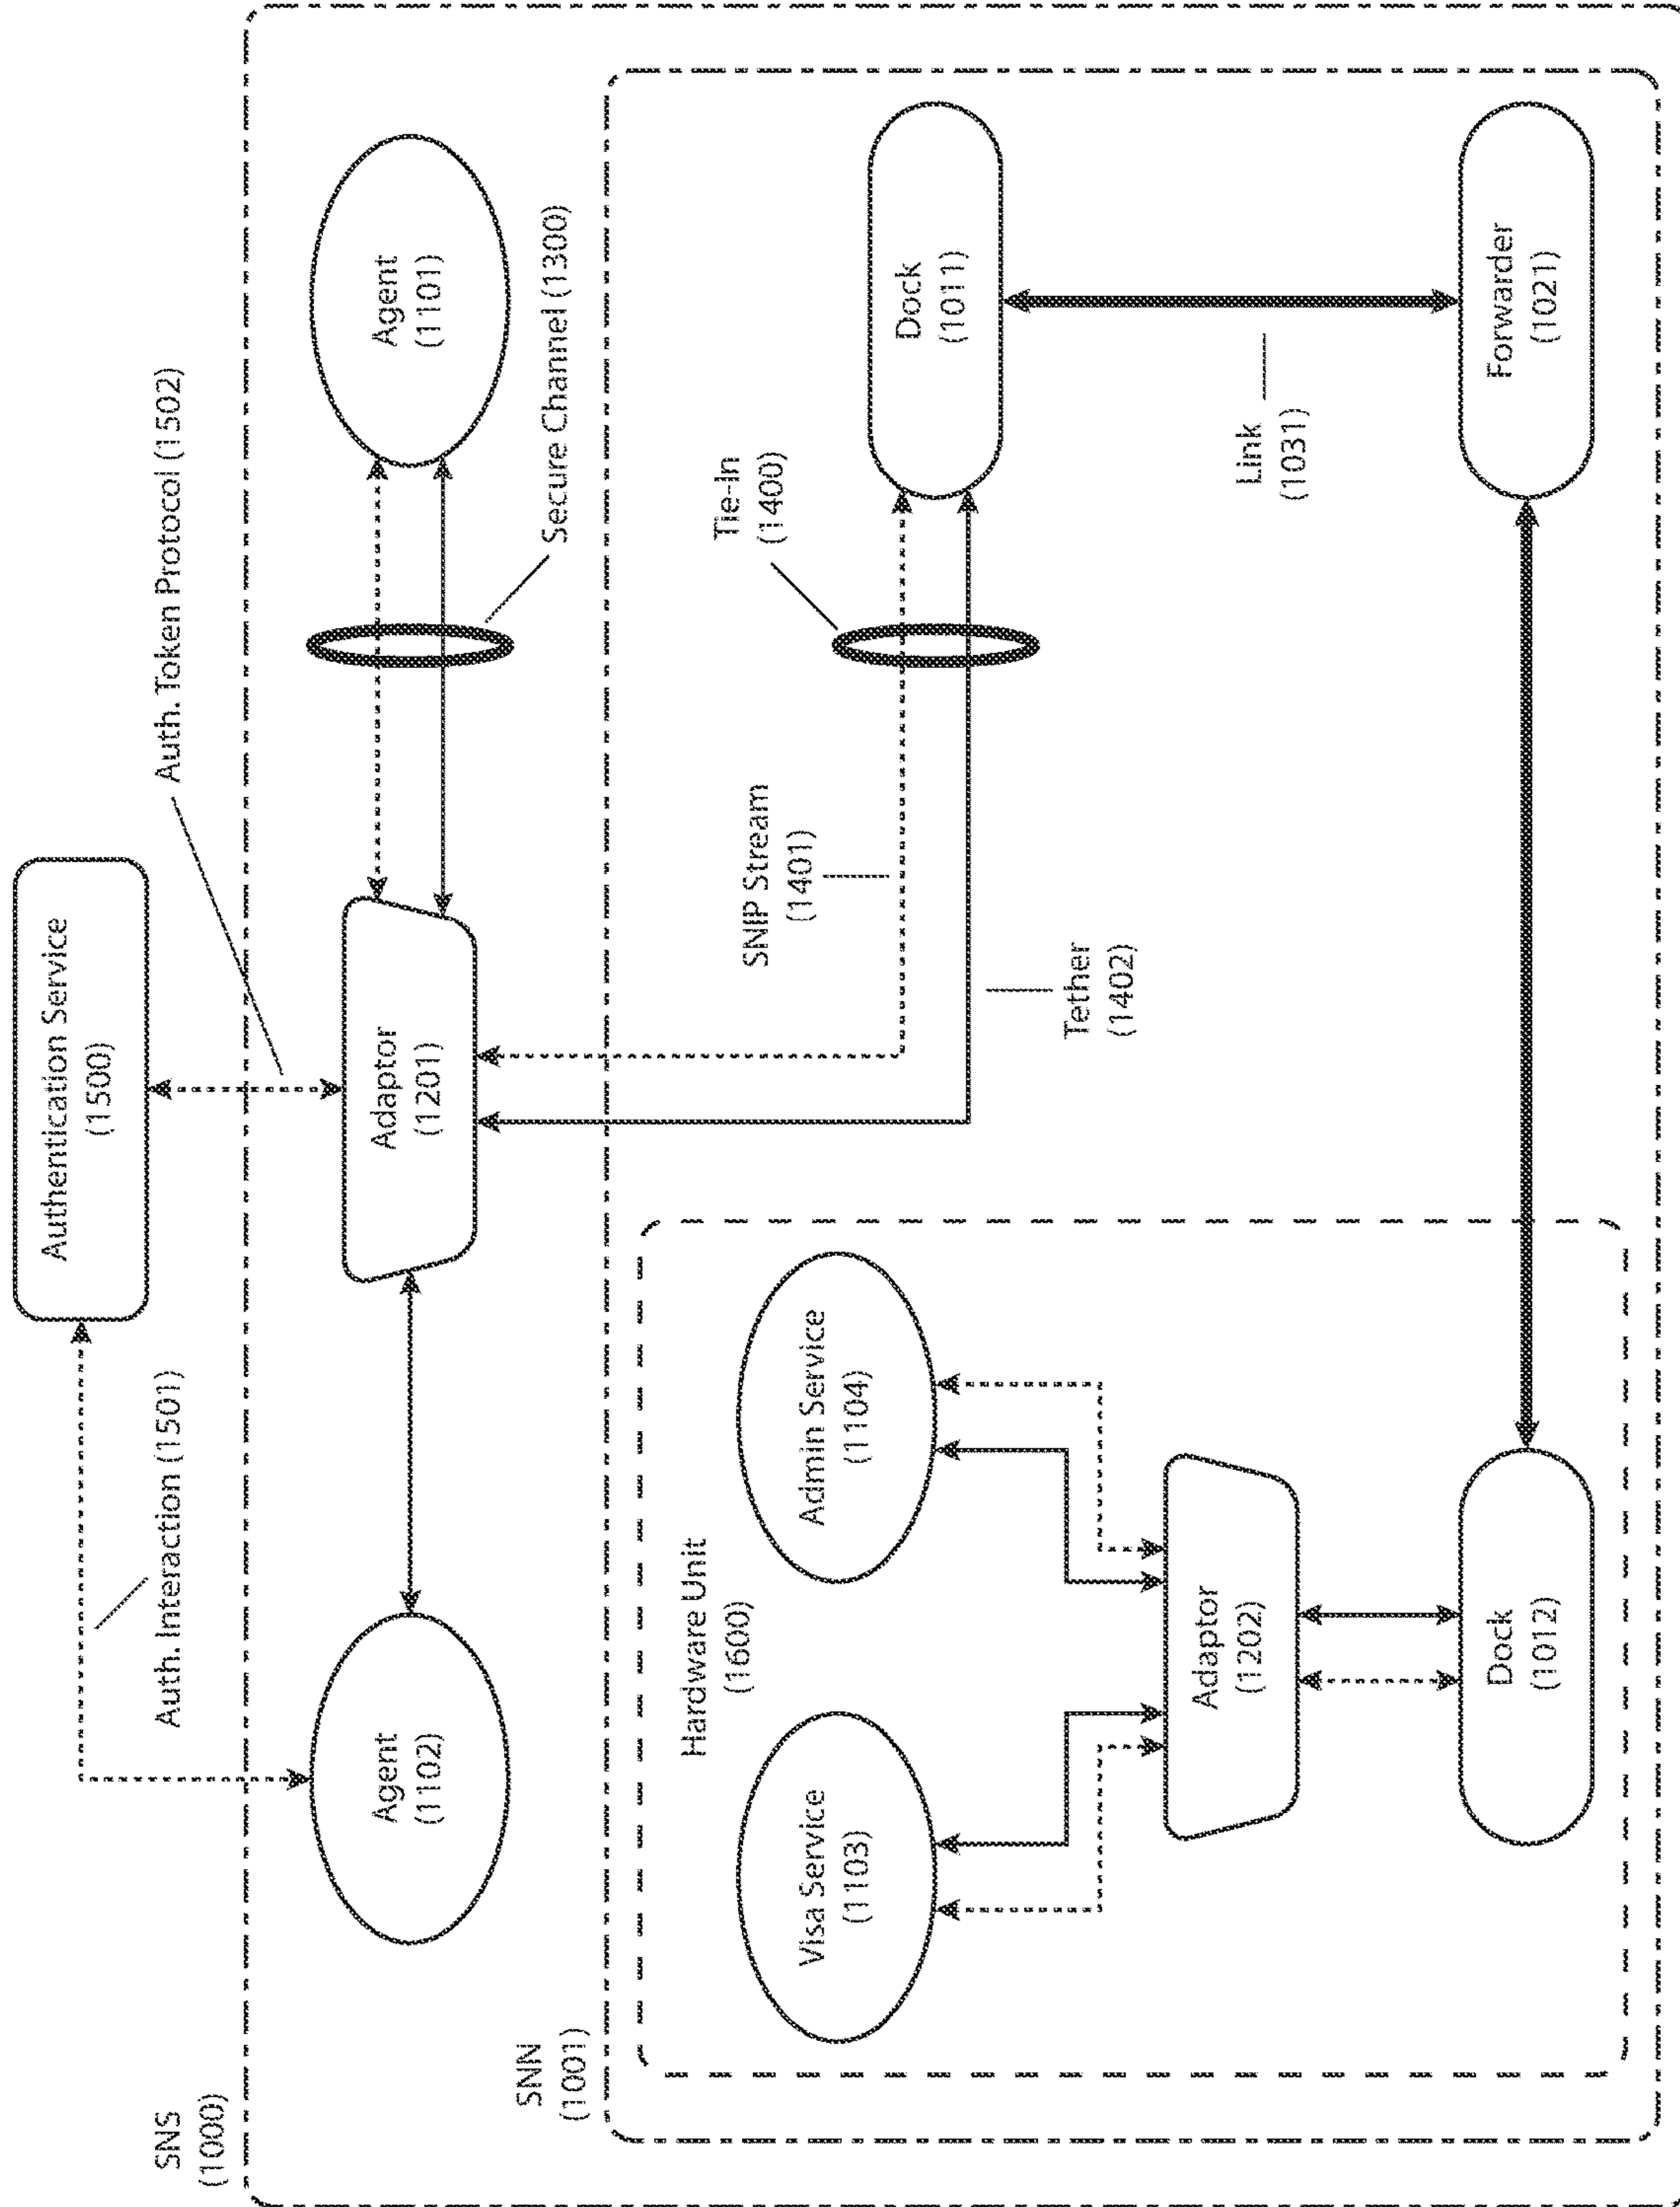 SNS
(1000)
Authentication Service
(1500)
Auth. Interaction (1501)
Auth. Token Protocol (1502)
Agent
(1102)
Adaptor
(1201)
Agent
(1101)
Secure Channel (1300)
SNN
(1001)
Hardware Unit
(1600)
Visa Service
(1103)
Admin Service
(1104)
Adaptor
(1202)
Dock
(1012)
SNIP Stream
(1401)
Tie-In
(1400)
Tether
(1402)
Dock
(1011)
Link
(1031)
Forwarder
(1021)